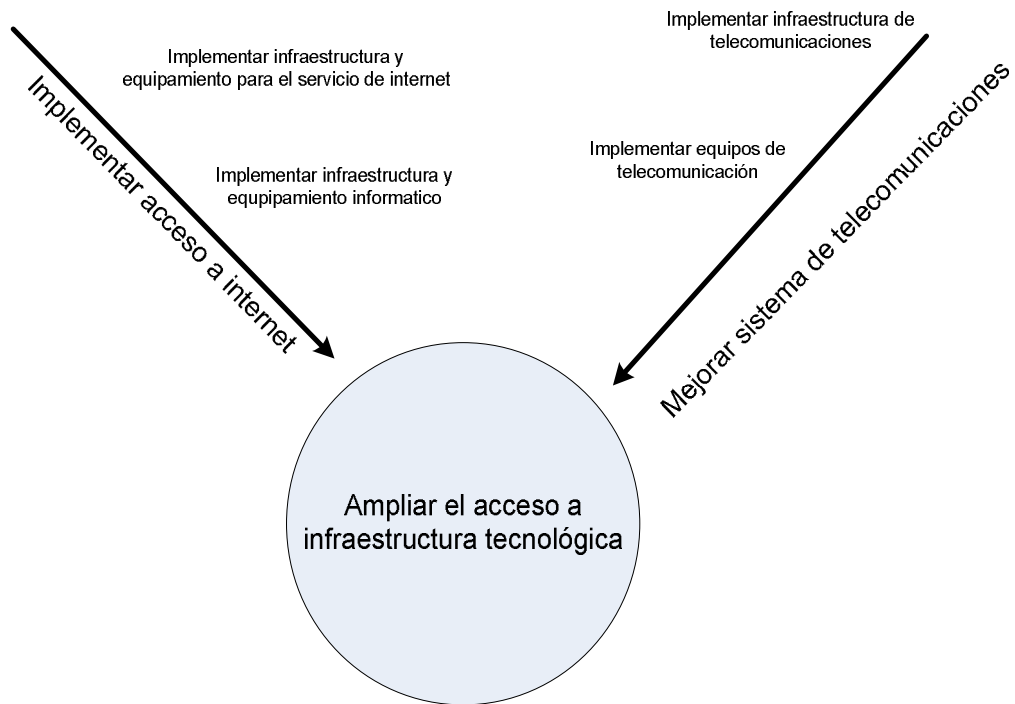 Implementar infraestructura y
equipamiento para el servicio de internet
Implementar infraestructura y
equpipamiento informatico
Implementar acceso a internet
Implementar infraestructura de
telecomunicaciones
Implementar equipos de
telecomunicación
Mejorar sistema de telecomunicaciones
Ampliar el acceso a
infraestructura tecnológica